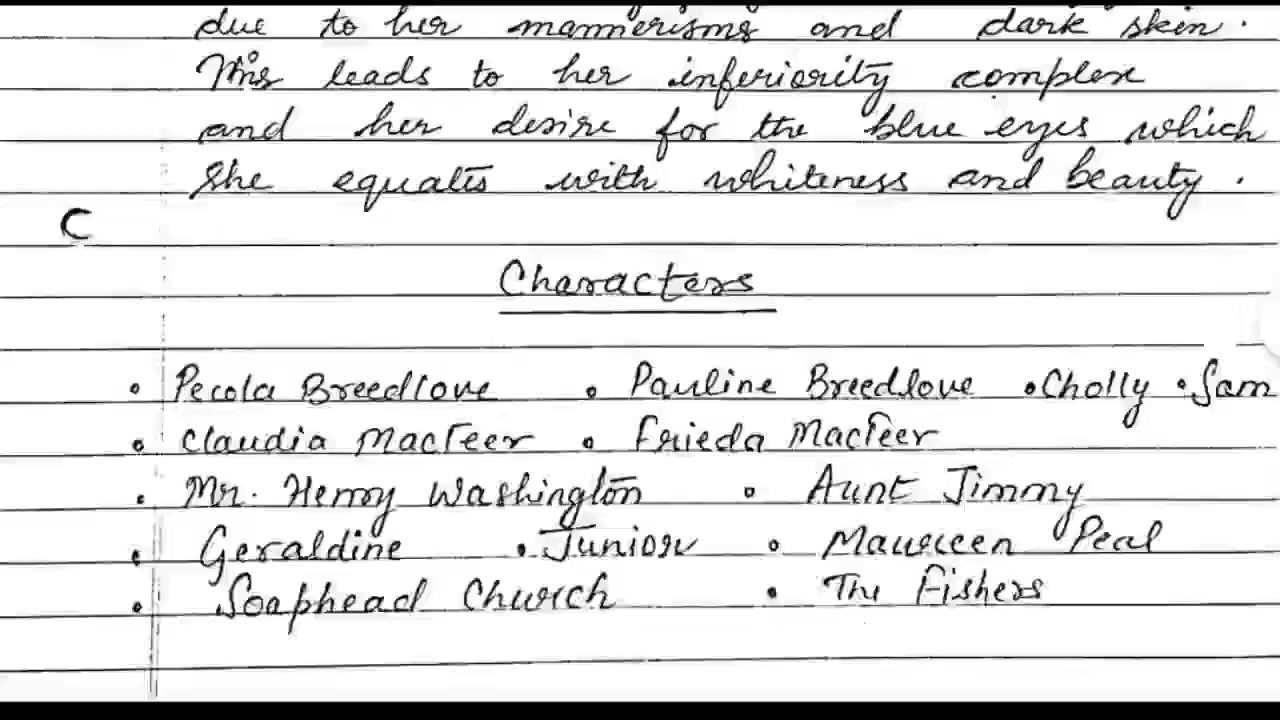 due to her mannerisms and dark skin.
This leads to her inferiority complex
and her desire for the blue eyes which
she equates with whiteness and beauty.
C
Characters
• Pecola Breedlove • Pauline Breedlove • Cholly • Sam
• Claudia MacTeer • Frieda MacTeer
• Mr. Henry Washington • Aunt Jimmy
• Geraldine • Junior • Maureen Peal
• Soaphead Church • The Fishers